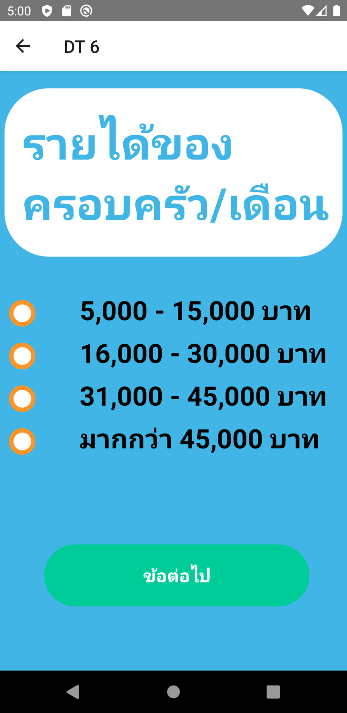 5:00
DT 6
รายได้ของ
ครอบครัว/เดือน
5,000 - 15,000 บาท
16,000 - 30,000 บาท
31,000 - 45,000 บาท
มากกว่า 45,000 บาท
ข้อต่อไป